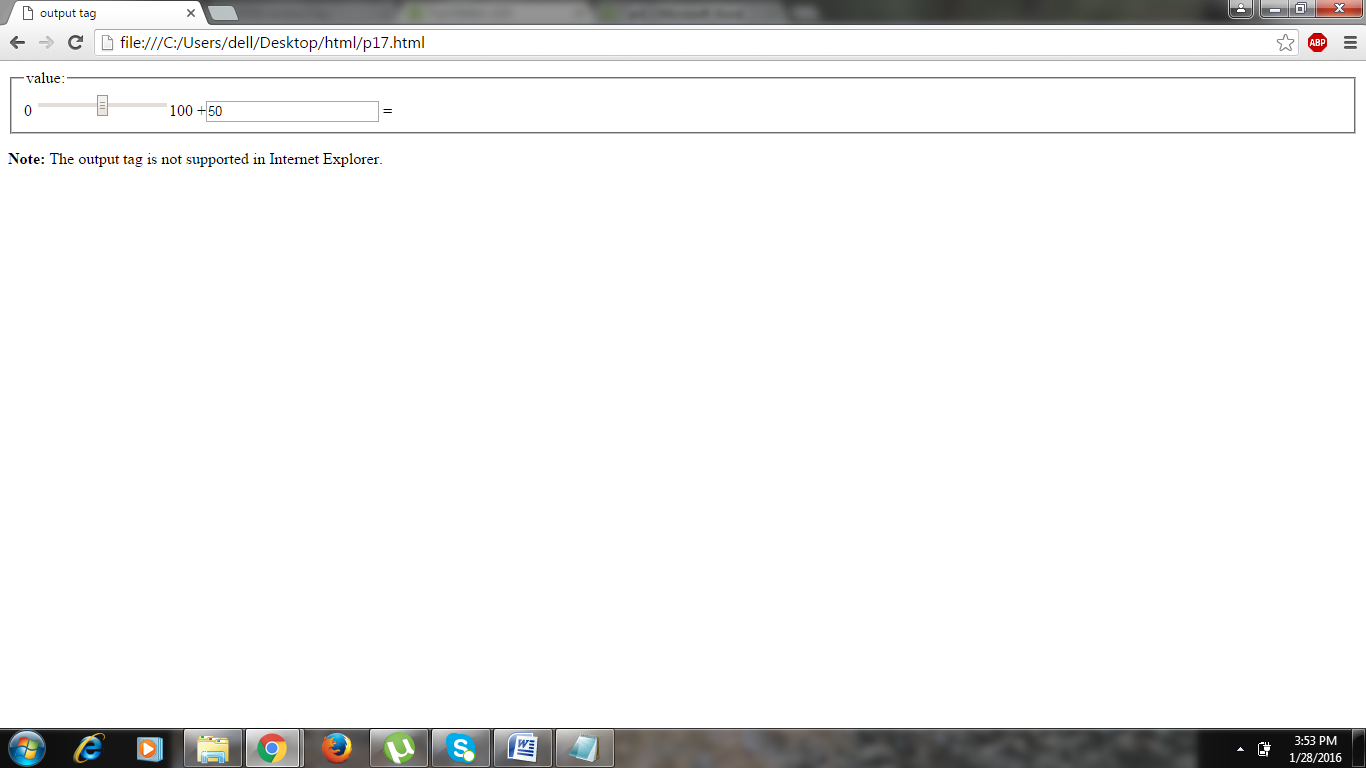 output tag
file:///C:/Users/dell/Desktop/html/p17.html
ABP
value:
0 100 +50 =
Note: The output tag is not supported in Internet Explorer.
3:53 PM
1/28/2016